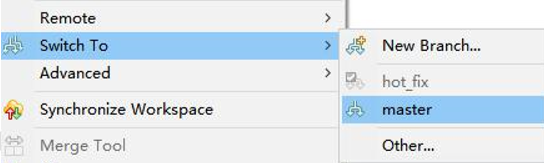 Remote
Switch To
Advanced
Synchronize Workspace
Merge Tool
New Branch...
hot_fix
master
Other...